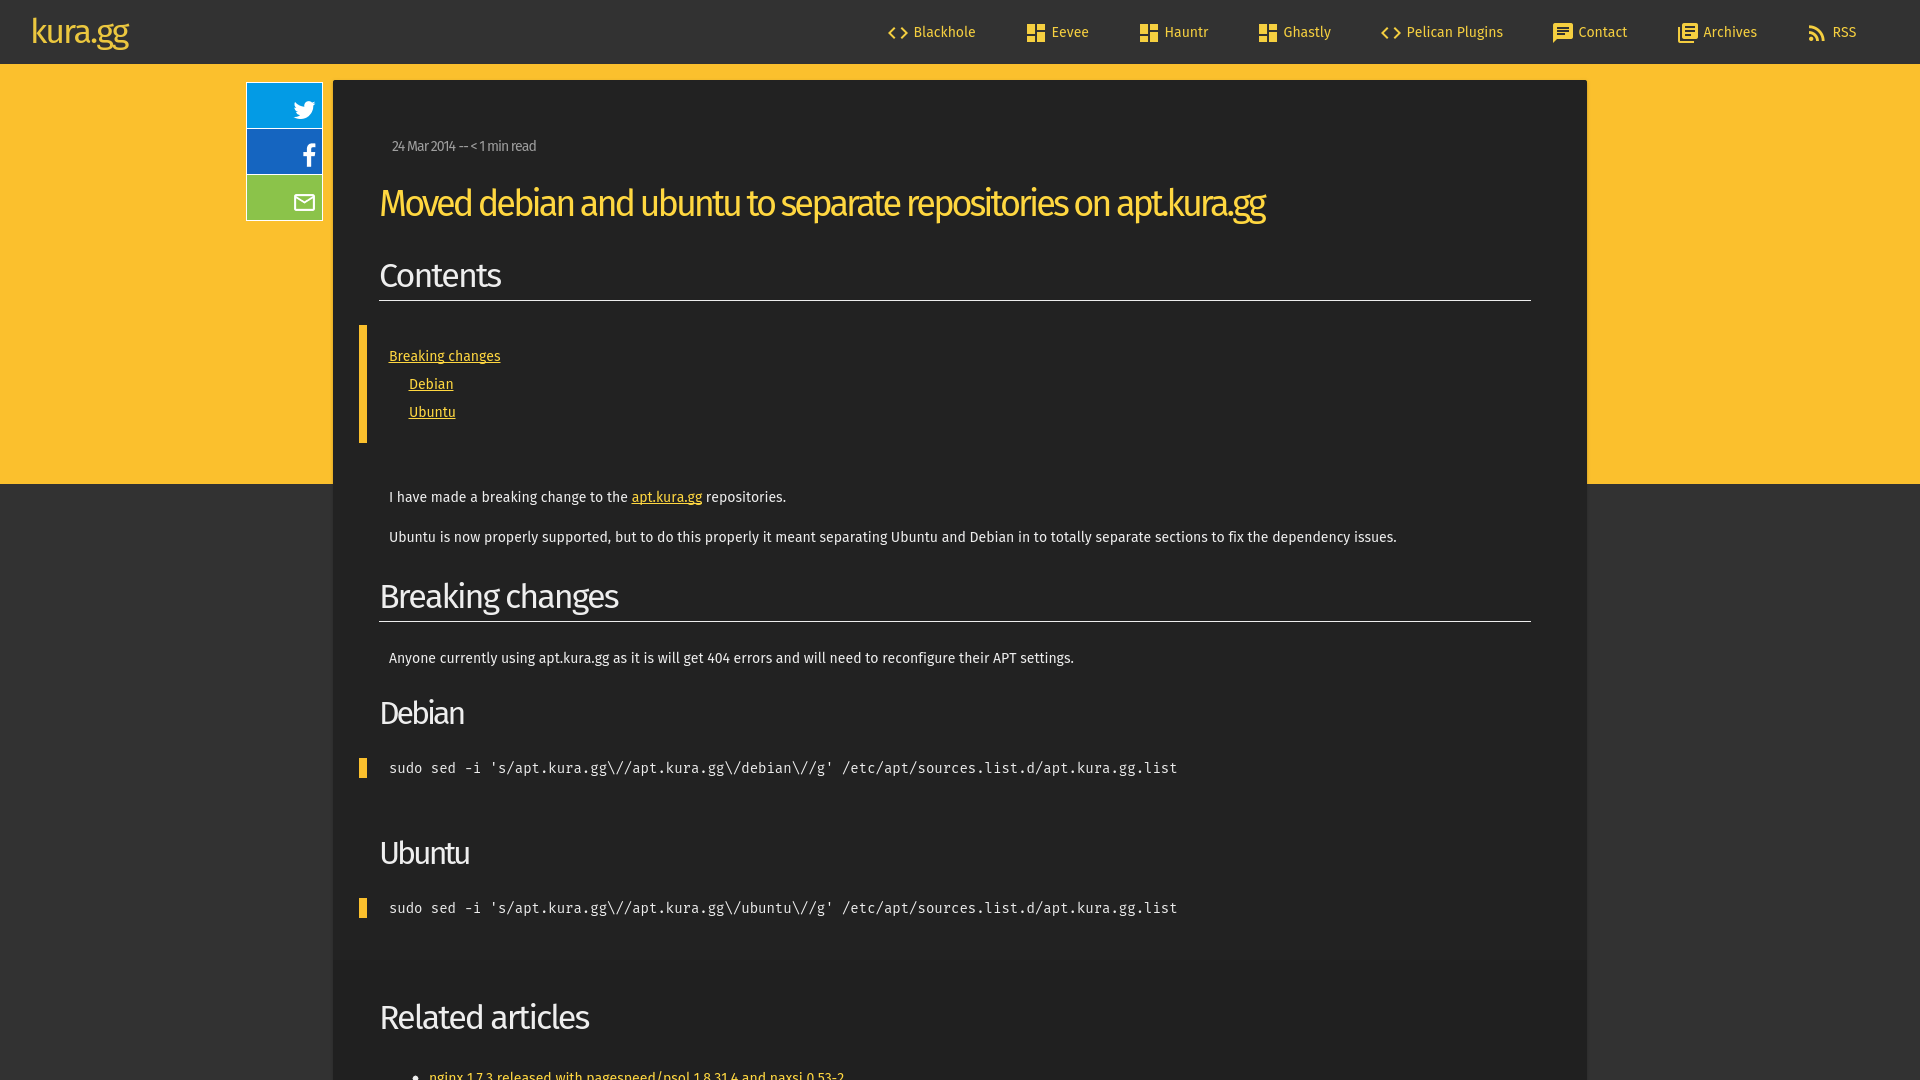 kura.gg
Blackhole
Eevee
Hauntr
Ghastly
Pelican Plugins
Contact
Archives
RSS
24 Mar 2014 -- < 1 min read
Moved debian and ubuntu to separate repositories on apt.kura.gg
Contents
Breaking changes
Debian
Ubuntu
I have made a breaking change to the apt.kura.gg repositories.
Ubuntu is now properly supported, but to do this properly it meant separating Ubuntu and Debian in to totally separate sections to fix the dependency issues.
Breaking changes
Anyone currently using apt.kura.gg as it is will get 404 errors and will need to reconfigure their APT settings.
Debian
sudo sed -i 's/apt.kura.gg\//apt.kura.gg\/debian\//g' /etc/apt/sources.list.d/apt.kura.gg.list
Ubuntu
sudo sed -i 's/apt.kura.gg\//apt.kura.gg\/ubuntu\//g' /etc/apt/sources.list.d/apt.kura.gg.list
Related articles
nginx 1.7.3 released with pagespeed/psol 1.8.31.4 and naxsi 0.53-2